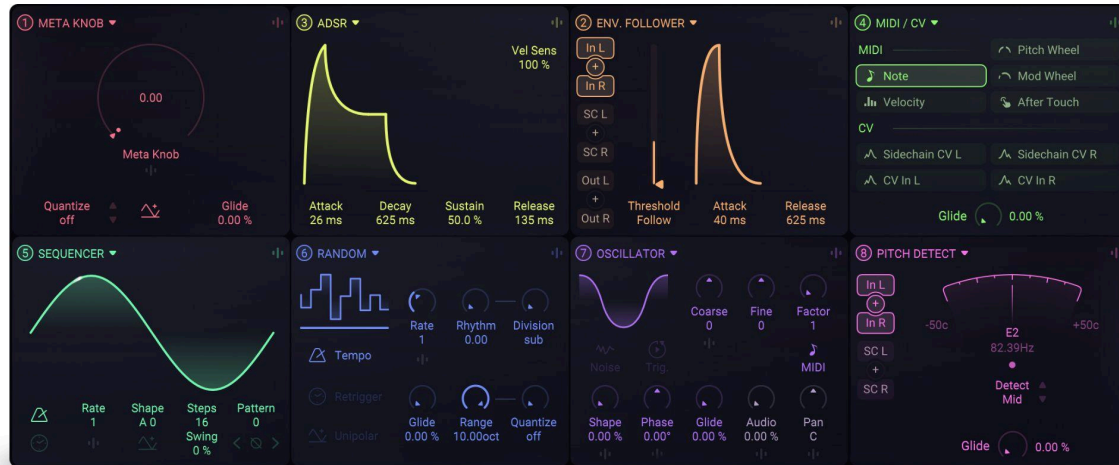 1 META KNOB
0.00
Meta Knob
Quantize
off
Glide
0.00 %
3 ADSR
Vel Sens
100 %
Attack
26 ms
Decay
625 ms
Sustain
50.0 %
Release
135 ms
2 ENV. FOLLOWER
In L
+
In R
SC L
+
SC R
Out L
+
Out R
Threshold
Follow
Attack
40 ms
Release
625 ms
4 MIDI / CV
MIDI
Pitch Wheel
Note
Mod Wheel
Velocity
After Touch
CV
Sidechain CV L
Sidechain CV R
CV In L
CV In R
Glide
0.00 %
5 SEQUENCER
Rate
1
Shape
A 0
Steps
16
Pattern
0
Swing
0 %
6 RANDOM
Rate
1
Rhythm
0.00
Division
sub
Tempo
Retrigger
Unipolar
Glide
0.00 %
Range
10.00oct
Quantize
off
7 OSCILLATOR
Coarse
0
Fine
0
Factor
1
Noise
Trig.
MIDI
Shape
0.00 %
Phase
0.00°
Glide
0.00 %
Audio
0.00 %
Pan
C
8 PITCH DETECT
In L
+
In R
SC L
+
SC R
-50c
+50c
E2
82.39Hz
Detect
Mid
Glide
0.00 %